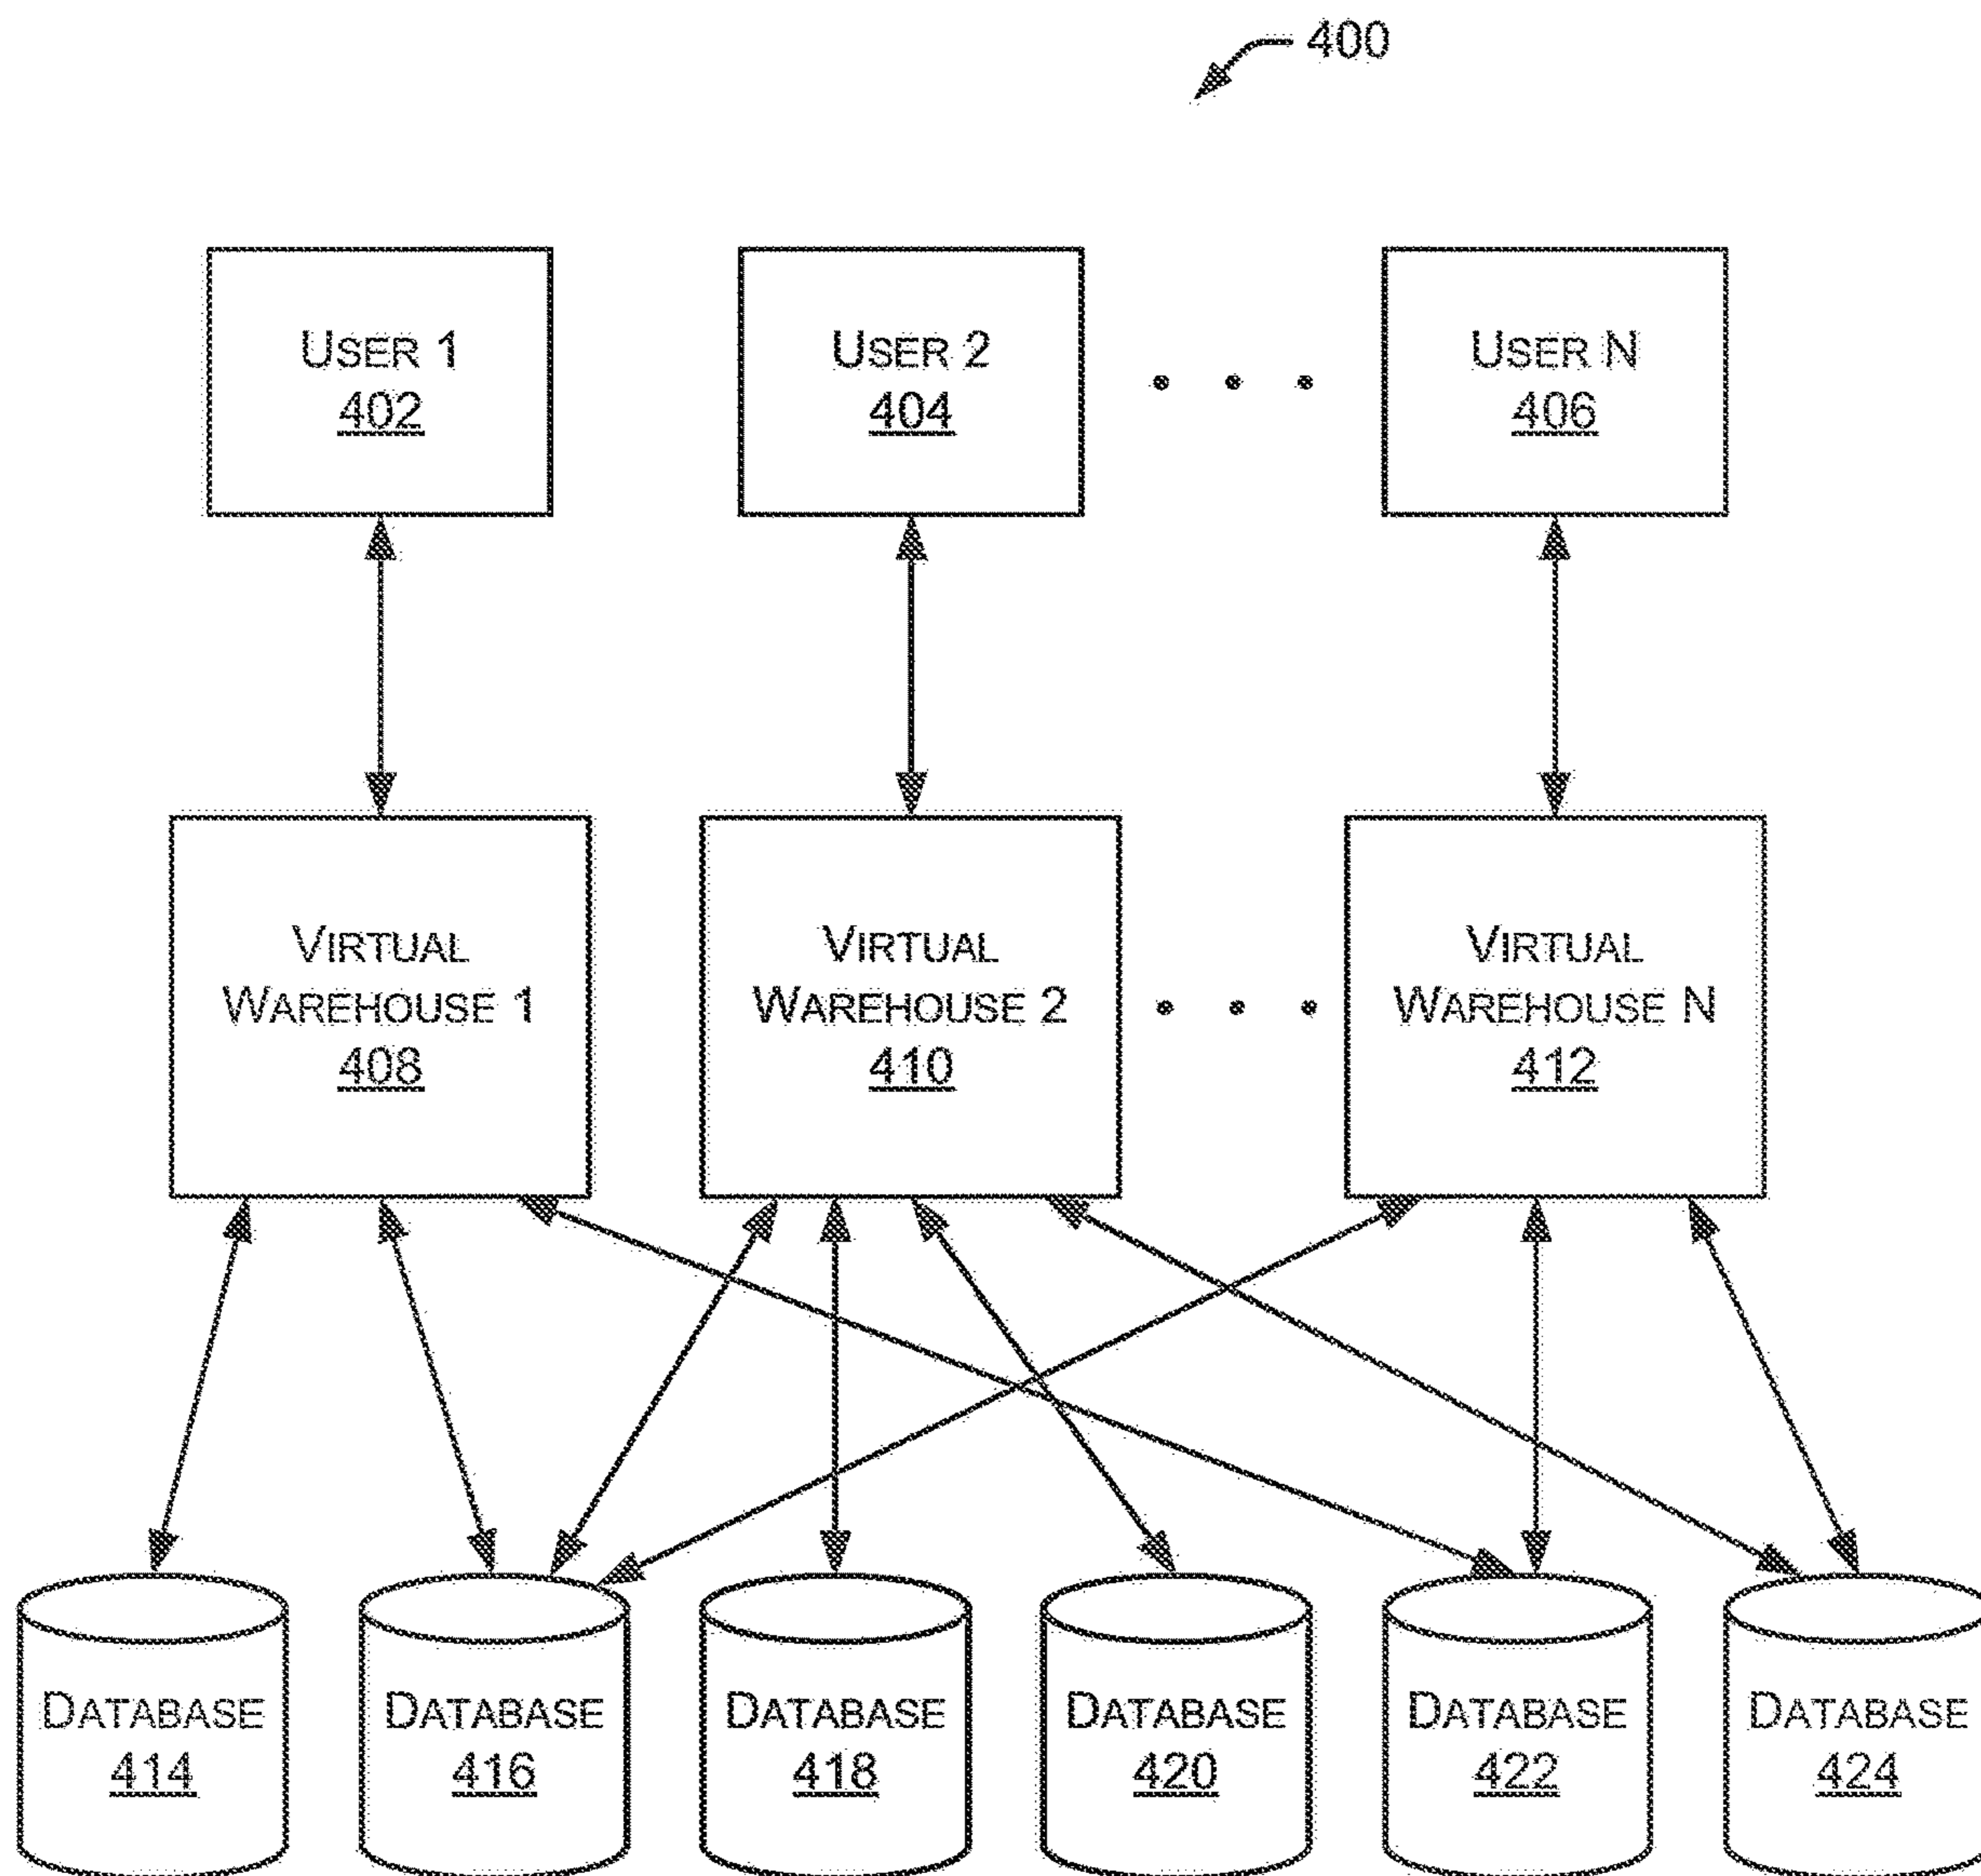 400
USER 1
402
USER 2
404
USER N
406
VIRTUAL
WAREHOUSE 1
408
VIRTUAL
WAREHOUSE 2
410
VIRTUAL
WAREHOUSE N
412
DATABASE
414
DATABASE
416
DATABASE
418
DATABASE
420
DATABASE
422
DATABASE
424